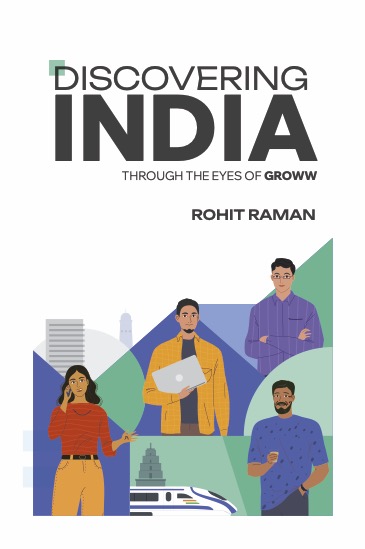 DISCOVERING
INDIA
THROUGH THE EYES OF GROWW
ROHIT RAMAN